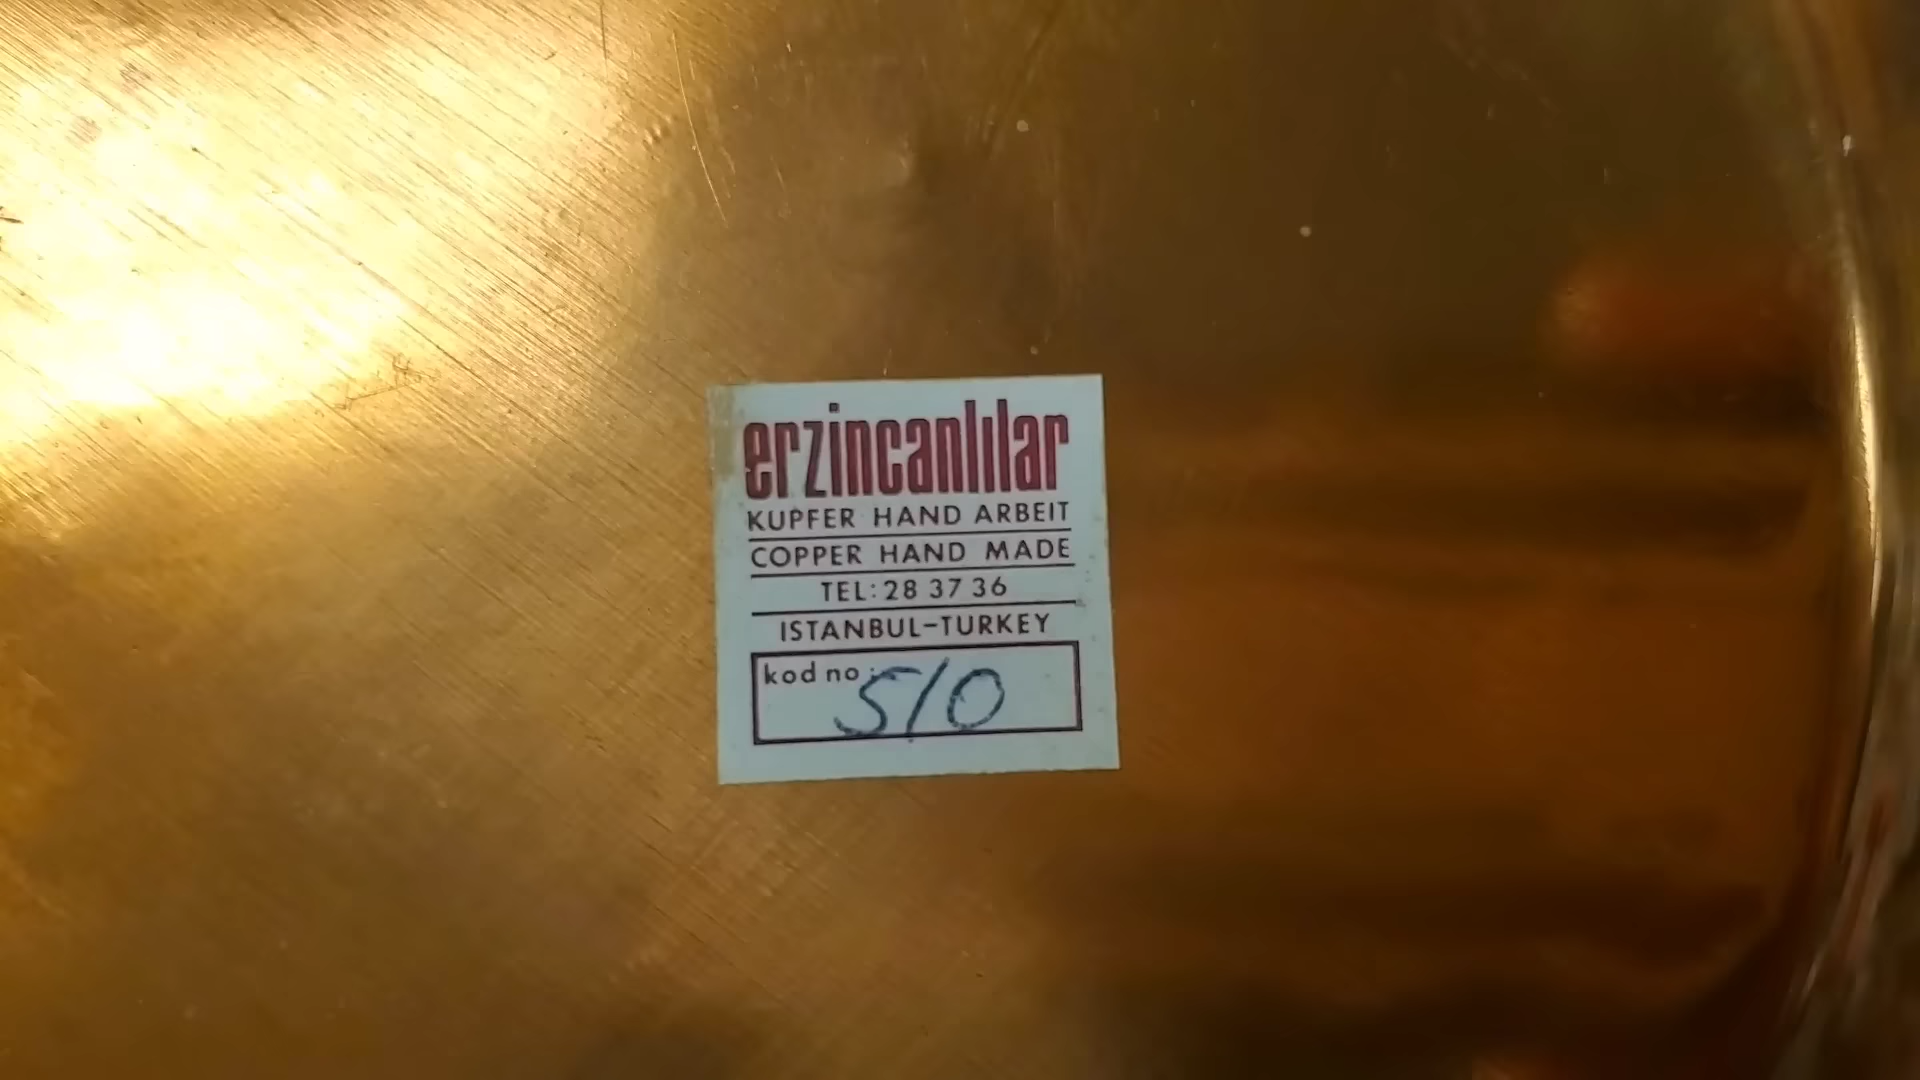 erzincanlılar
KUPFER HAND ARBEIT
COPPER HAND MADE
TEL: 28 37 36
ISTANBUL-TURKEY
kod no: 510